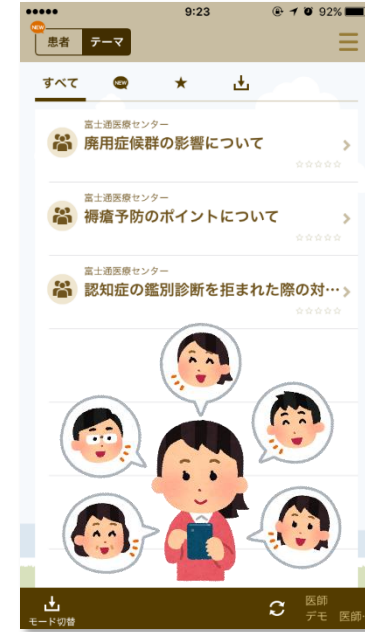 9:23
92%
NEW
患者 テーマ
すべて NEW
富士通医療センター
廃用症候群の影響について
富士通医療センター
褥瘡予防のポイントについて
富士通医療センター
認知症の鑑別診断を拒まれた際の対…
モード切替
医師
デモ 医師